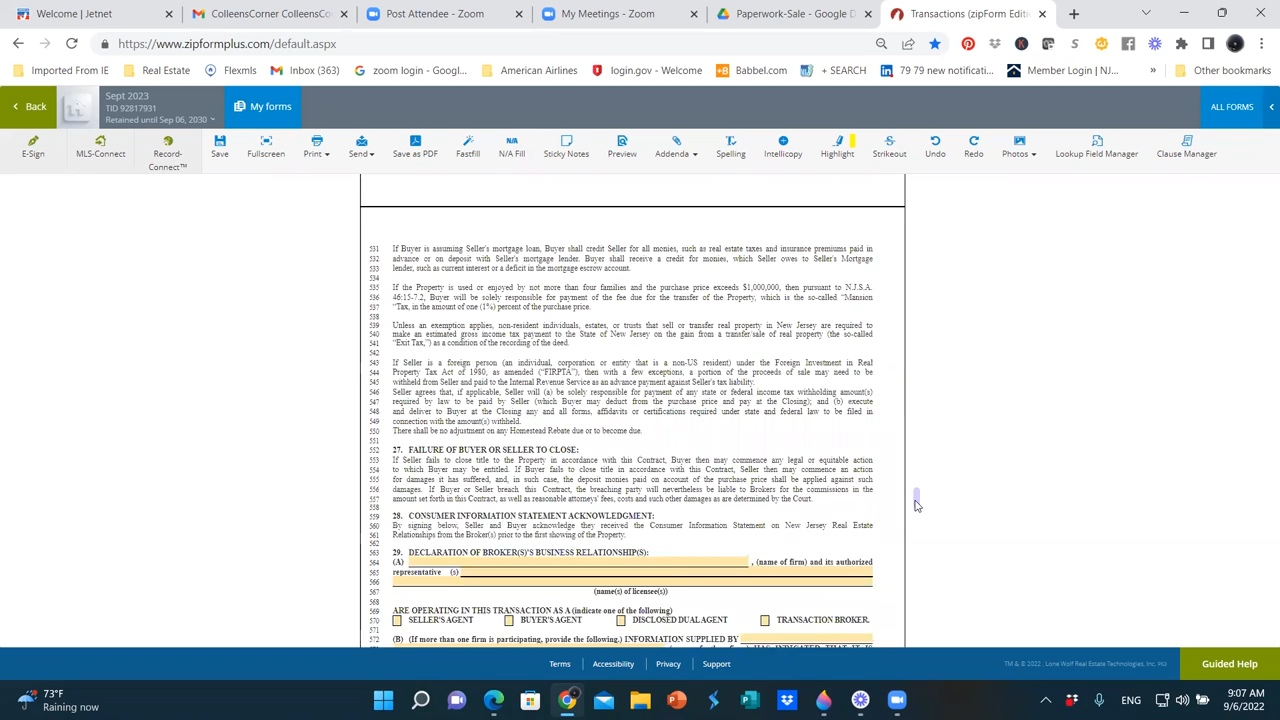 Welcome | Jetnet
CollensCorner CollensCo
Post Attendee - Zoom
My Meetings - Zoom
Paperwork-Sale - Google D
Transactions (zipForm Editi
https://www.zipformplus.com/default.aspx
Imported From IE
Real Estate
Flexmls
Inbox (363)
zoom login - Googl...
American Airlines
login.gov - Welcome
Babbel.com
+ SEARCH
79 79 new notificati...
Member Login | NJ...
»
Other bookmarks
Back
Sept 2023
TID 92817931
Retained until Sep 06, 2030
My forms
ALL FORMS
E-Sign
MLS-Connect
Record-Connect™
Save
Fullscreen
Print
Send
Save as PDF
Fastfill
N/A
N/A Fill
Sticky Notes
Preview
Addenda
Spelling
Intellicopy
Highlight
Strikeout
Undo
Redo
Photos
Lookup Field Manager
Clause Manager
531 If Buyer is assuming Seller's mortgage loan, Buyer shall credit Seller for all monies, such as real estate taxes and insurance premiums paid in
532 advance or on deposit with Seller's mortgage lender. Buyer shall receive a credit for monies, which Seller owes to Seller's Mortgage
533 lender, such as current interest or a deficit in the mortgage escrow account.
534
535 If the Property is used or enjoyed by not more than four families and the purchase price exceeds $1,000,000, then pursuant to N.J.S.A.
536 46:15-7.2, Buyer will be solely responsible for payment of the fee due for the transfer of the Property, which is the so-called "Mansion
537 "Tax, in the amount of one (1%) percent of the purchase price.
538
539 Unless an exemption applies, non-resident individuals, estates, or trusts that sell or transfer real property in New Jersey are required to
540 make an estimated gross income tax payment to the State of New Jersey on the gain from a transfer/sale of real property (the so-called
541 "Exit Tax,") as a condition of the recording of the deed.
542
543 If Seller is a foreign person (an individual, corporation or entity that is a non-US resident) under the Foreign Investment in Real
544 Property Tax Act of 1980, as amended ("FIRPTA"), then with a few exceptions, a portion of the proceeds of sale may need to be
545 withheld from Seller and paid to the Internal Revenue Service as an advance payment against Seller's tax liability.
546 Seller agrees that, if applicable, Seller will (a) be solely responsible for payment of any state or federal income tax withholding amount(s)
547 required by law to be paid by Seller (which Buyer may deduct from the purchase price and pay at the Closing); and (b) execute
548 and deliver to Buyer at the Closing any and all forms, affidavits or certifications required under state and federal law to be filed in
549 connection with the amount(s) withheld.
550 There shall be no adjustment on any Homestead Rebate due or to become due.
551
552 27. FAILURE OF BUYER OR SELLER TO CLOSE:
553 If Seller fails to close title to the Property in accordance with this Contract, Buyer then may commence any legal or equitable action
554 to which Buyer may be entitled. If Buyer fails to close title in accordance with this Contract, Seller then may commence an action
555 for damages it has suffered, and, in such case, the deposit monies paid on account of the purchase price shall be applied against such
556 damages. If Buyer or Seller breach this Contract, the breaching party will nevertheless be liable to Brokers for the commissions in the
557 amount set forth in this Contract, as well as reasonable attorneys' fees, costs and such other damages as are determined by the Court.
558
559 28. CONSUMER INFORMATION STATEMENT ACKNOWLEDGMENT:
560 By signing below, Seller and Buyer acknowledge they received the Consumer Information Statement on New Jersey Real Estate
561 Relationships from the Broker(s) prior to the first showing of the Property.
562
563 29. DECLARATION OF BROKER(S)'S BUSINESS RELATIONSHIP(S):
564 (A) , (name of firm) and its authorized
565 representative (s)
566
567 (name(s) of licensee(s))
568
569 ARE OPERATING IN THIS TRANSACTION AS A (indicate one of the following)
570 SELLER'S AGENT BUYER'S AGENT DISCLOSED DUAL AGENT TRANSACTION BROKER.
571
572 (B) (If more than one firm is participating, provide the following.) INFORMATION SUPPLIED BY
Terms
Accessibility
Privacy
Support
TM & © 2022 , Lone Wolf Real Estate Technologies, Inc.
Guided Help
73°F
Raining now
ENG
9:07 AM
9/6/2022